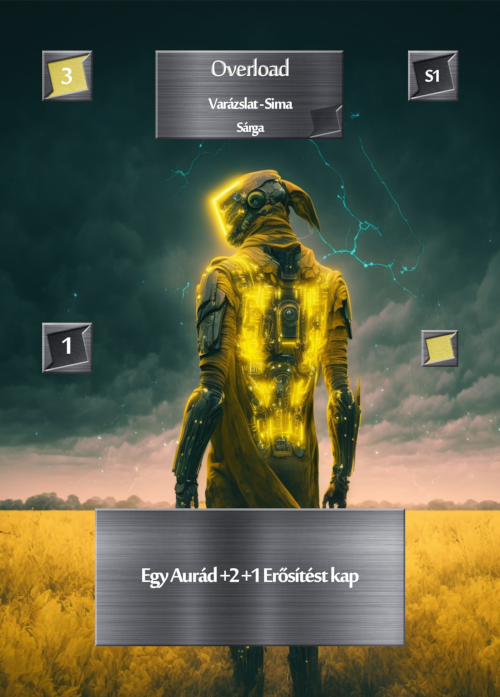 3
Overload
S1
Varázslat - Sima
Sárga
1
Egy Aurád +2 +1 Erősítést kap